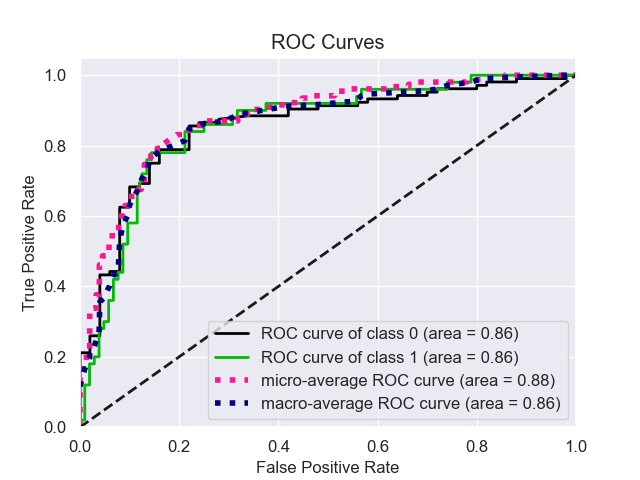 ROC Curves
True Positive Rate
1.0
0.8
0.6
0.4
0.2
0.0
ROC curve of class 0 (area = 0.86)
ROC curve of class 1 (area = 0.86)
micro-average ROC curve (area = 0.88)
macro-average ROC curve (area = 0.86)
0.0 0.2 0.4 0.6 0.8 1.0
False Positive Rate